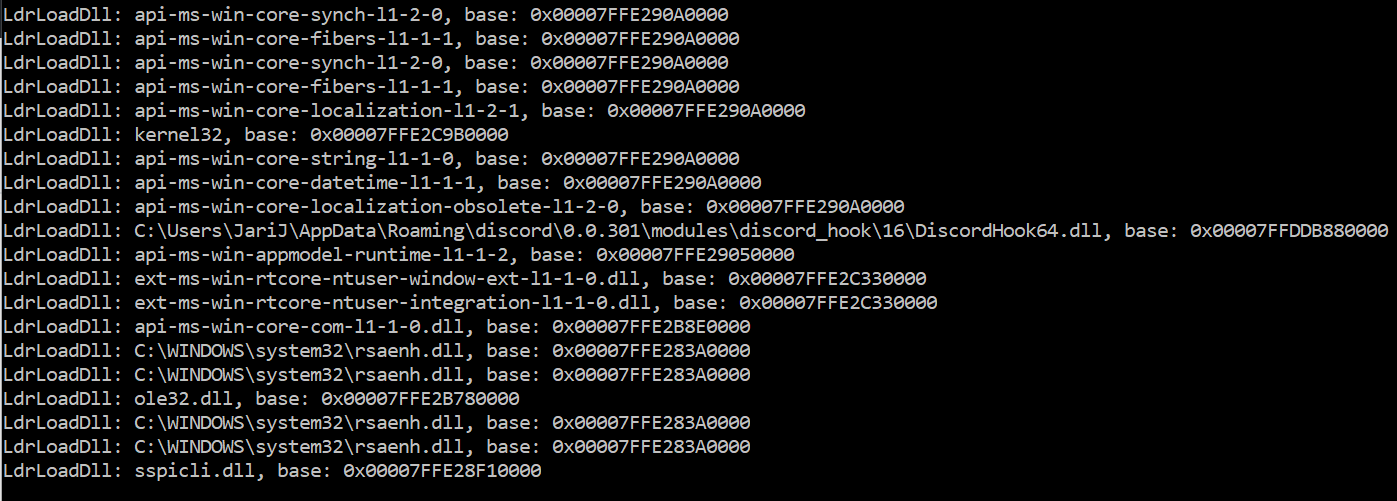 LdrLoadDll: api-ms-win-core-synch-l1-2-0, base: 0x00007FFE290A0000
LdrLoadDll: api-ms-win-core-fibers-l1-1-1, base: 0x00007FFE290A0000
LdrLoadDll: api-ms-win-core-synch-l1-2-0, base: 0x00007FFE290A0000
LdrLoadDll: api-ms-win-core-fibers-l1-1-1, base: 0x00007FFE290A0000
LdrLoadDll: api-ms-win-core-localization-l1-2-1, base: 0x00007FFE290A0000
LdrLoadDll: kernel32, base: 0x00007FFE2C9B0000
LdrLoadDll: api-ms-win-core-string-l1-1-0, base: 0x00007FFE290A0000
LdrLoadDll: api-ms-win-core-datetime-l1-1-1, base: 0x00007FFE290A0000
LdrLoadDll: api-ms-win-core-localization-obsolete-l1-2-0, base: 0x00007FFE290A0000
LdrLoadDll: C:\Users\JariJ\AppData\Roaming\discord\0.0.301\modules\discord_hook\16\DiscordHook64.dll, base: 0x00007FFDDB880000
LdrLoadDll: api-ms-win-appmodel-runtime-l1-1-2, base: 0x00007FFE29050000
LdrLoadDll: ext-ms-win-rtcore-ntuser-window-ext-l1-1-0.dll, base: 0x00007FFE2C330000
LdrLoadDll: ext-ms-win-rtcore-ntuser-integration-l1-1-0.dll, base: 0x00007FFE2C330000
LdrLoadDll: api-ms-win-core-com-l1-1-0.dll, base: 0x00007FFE2B8E0000
LdrLoadDll: C:\WINDOWS\system32\rsaenh.dll, base: 0x00007FFE283A0000
LdrLoadDll: C:\WINDOWS\system32\rsaenh.dll, base: 0x00007FFE283A0000
LdrLoadDll: ole32.dll, base: 0x00007FFE2B780000
LdrLoadDll: C:\WINDOWS\system32\rsaenh.dll, base: 0x00007FFE283A0000
LdrLoadDll: C:\WINDOWS\system32\rsaenh.dll, base: 0x00007FFE283A0000
LdrLoadDll: sspicli.dll, base: 0x00007FFE28F10000